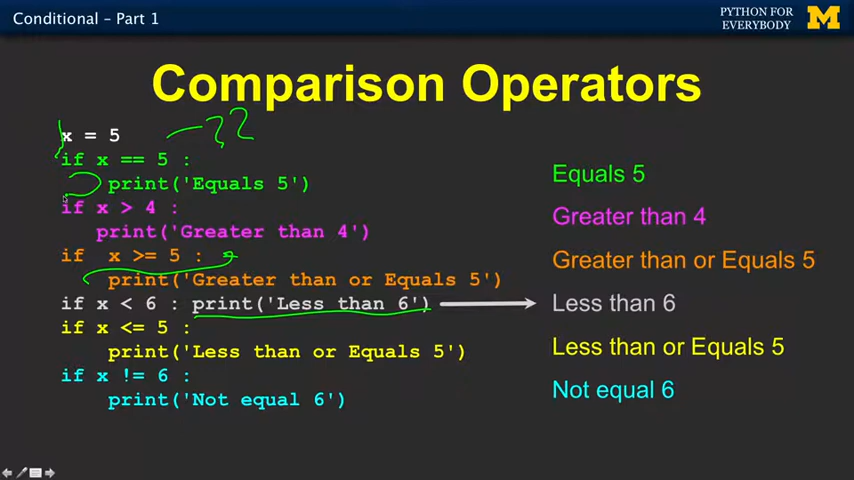 Conditional – Part 1
PYTHON FOR
EVERYBODY
Comparison Operators
x = 5
if x == 5 :
    print('Equals 5')
if x > 4 :
   print('Greater than 4')
if  x >= 5 :
    print('Greater than or Equals 5')
if x < 6 : print('Less than 6')
if x <= 5 :
    print('Less than or Equals 5')
if x != 6 :
    print('Not equal 6')
Equals 5
Greater than 4
Greater than or Equals 5
Less than 6
Less than or Equals 5
Not equal 6